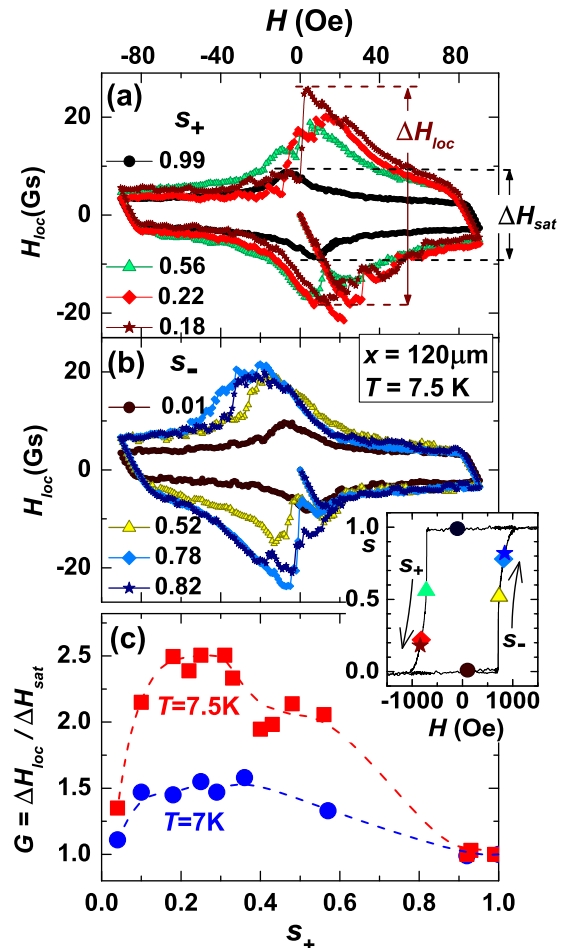 H (Oe)
-80 -40 0 40 80
(a)
s+
0.99
0.56
0.22
0.18
ΔHloc
ΔHsat
Hloc(Gs)
20
0
-20
(b)
s-
0.01
0.52
0.78
0.82
x = 120μm
T = 7.5 K
Hloc(Gs)
20
0
-20
s
1.0
0.5
0.0
s+
s-
-1000 0 1000
H (Oe)
(c)
G = ΔHloc / ΔHsat
2.5
2.0
1.5
1.0
T=7.5K
T=7K
0.0 0.2 0.4 0.6 0.8 1.0
s+